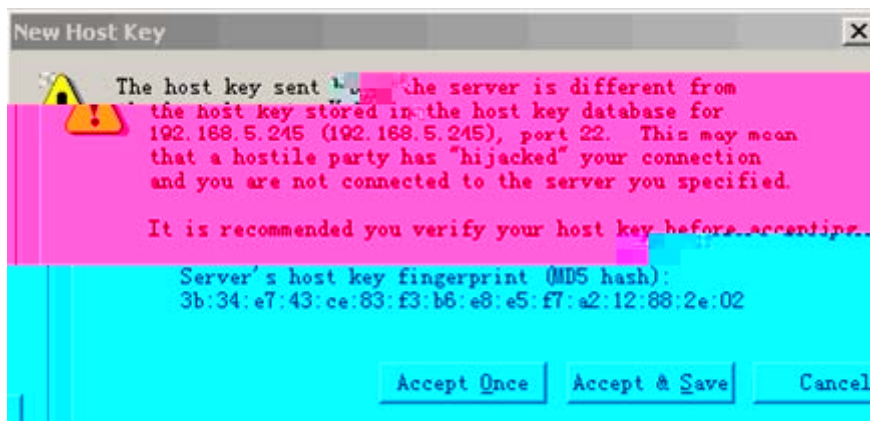 New Host Key
The host key sent the server is different from
the host key stored in the host key database for
192.168.5.245 (192.168.5.245), port 22. This may mean
that a hostile party has "hijacked" your connection
and you are not connected to the server you specified.
It is recommended you verify your host key before accepting.
Server's host key fingerprint (MD5 hash):
3b:34:e7:43:ce:83:f3:b6:e8:e5:f7:a2:12:88:2e:02
Accept Once
Accept & Save
Cancel